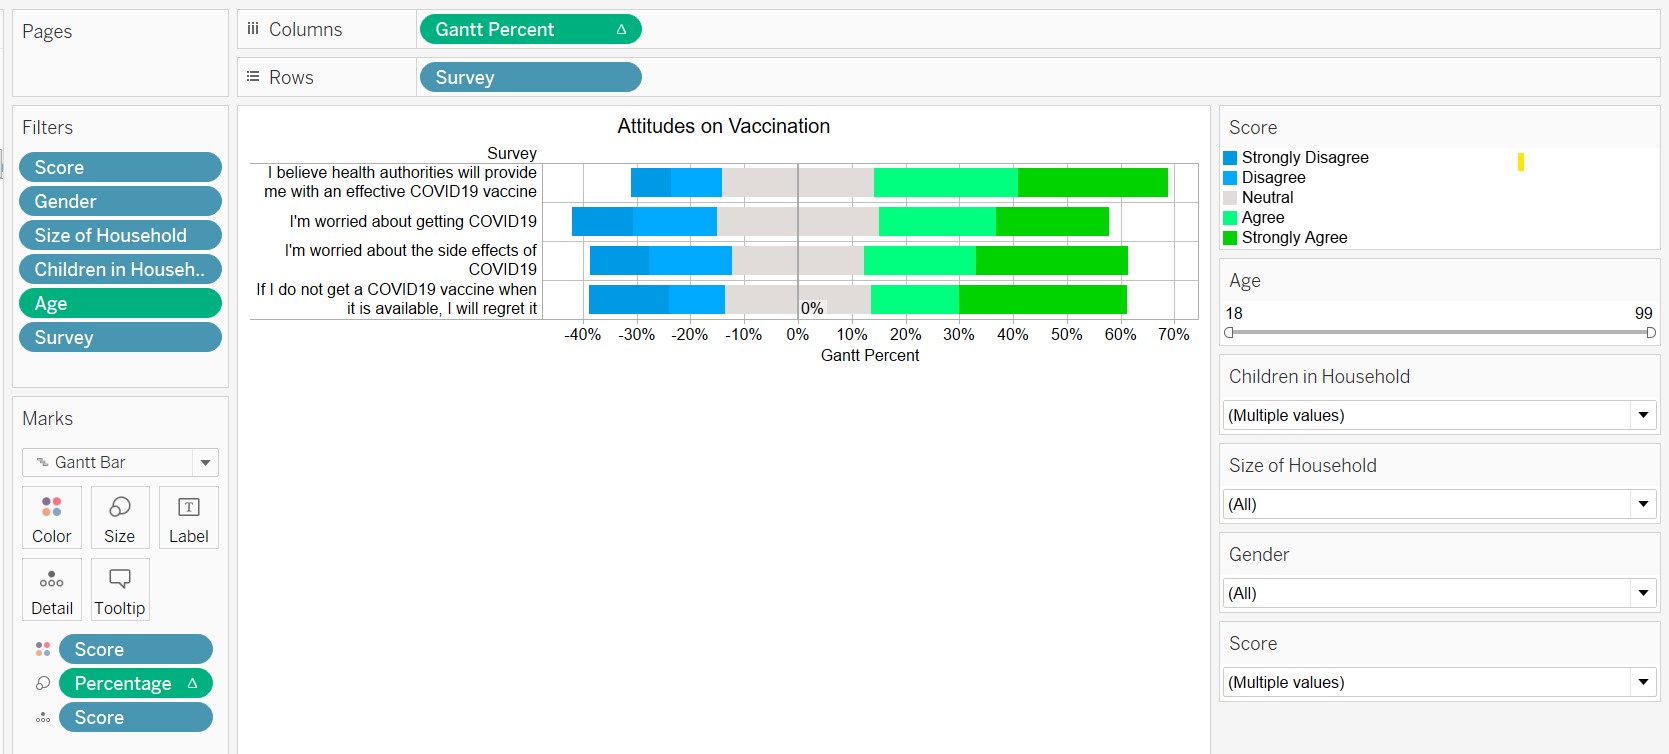 Pages
Columns
Gantt Percent Δ
Rows
Survey
Filters
Score
Gender
Size of Household
Children in Househ..
Age
Survey
Marks
Gantt Bar
Color
Size
Label
Detail
Tooltip
Score
Percentage Δ
Score
Attitudes on Vaccination
Survey
I believe health authorities will provide
me with an effective COVID19 vaccine
I'm worried about getting COVID19
I'm worried about the side effects of
COVID19
If I do not get a COVID19 vaccine when
it is available, I will regret it
0%
-40% -30% -20% -10% 0% 10% 20% 30% 40% 50% 60% 70%
Gantt Percent
Score
Strongly Disagree
Disagree
Neutral
Agree
Strongly Agree
Age
18 99
Children in Household
(Multiple values)
Size of Household
(All)
Gender
(All)
Score
(Multiple values)